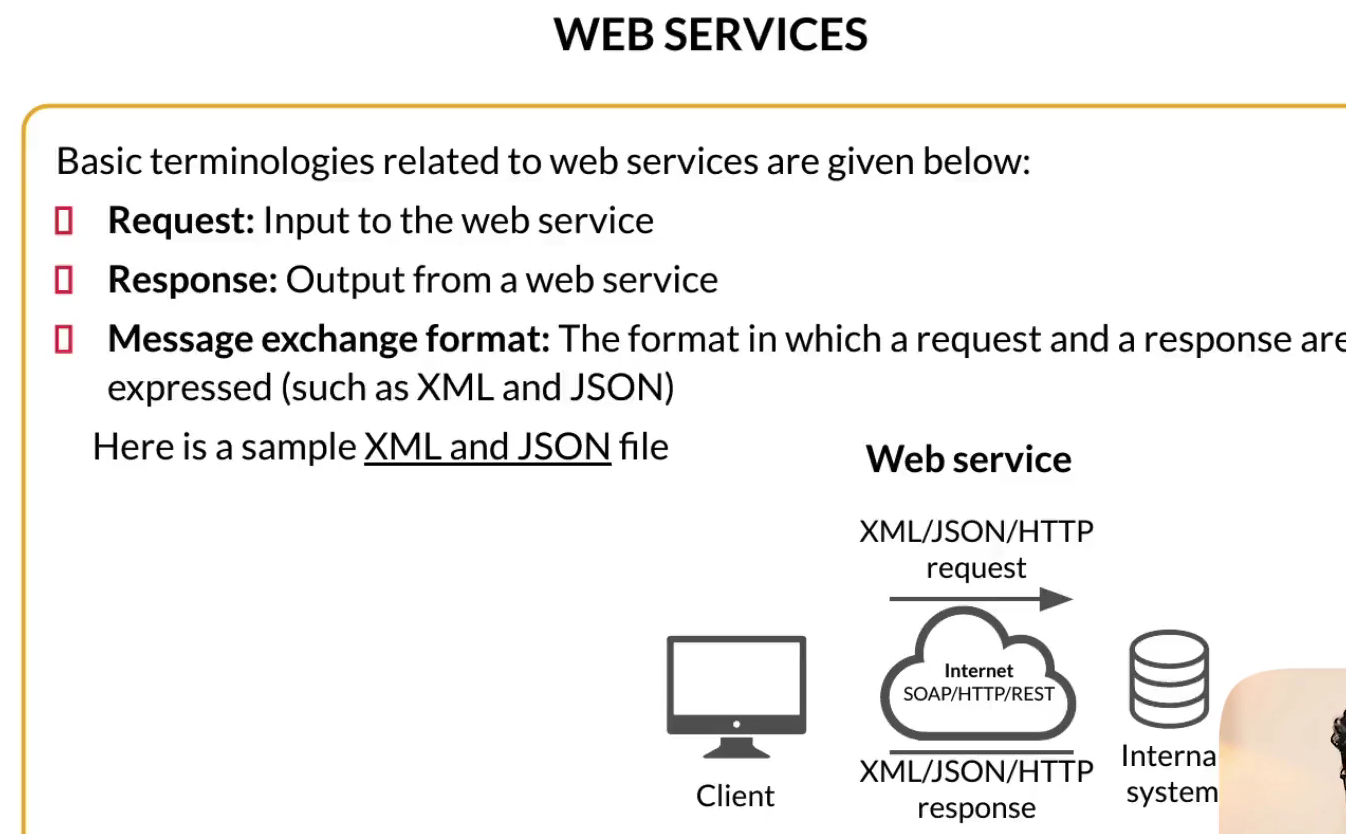 WEB SERVICES
Basic terminologies related to web services are given below:
Request: Input to the web service
Response: Output from a web service
Message exchange format: The format in which a request and a response are
expressed (such as XML and JSON)
Here is a sample XML and JSON file
Web service
XML/JSON/HTTP
request
Internet
SOAP/HTTP/REST
XML/JSON/HTTP
response
Client
Interna
system